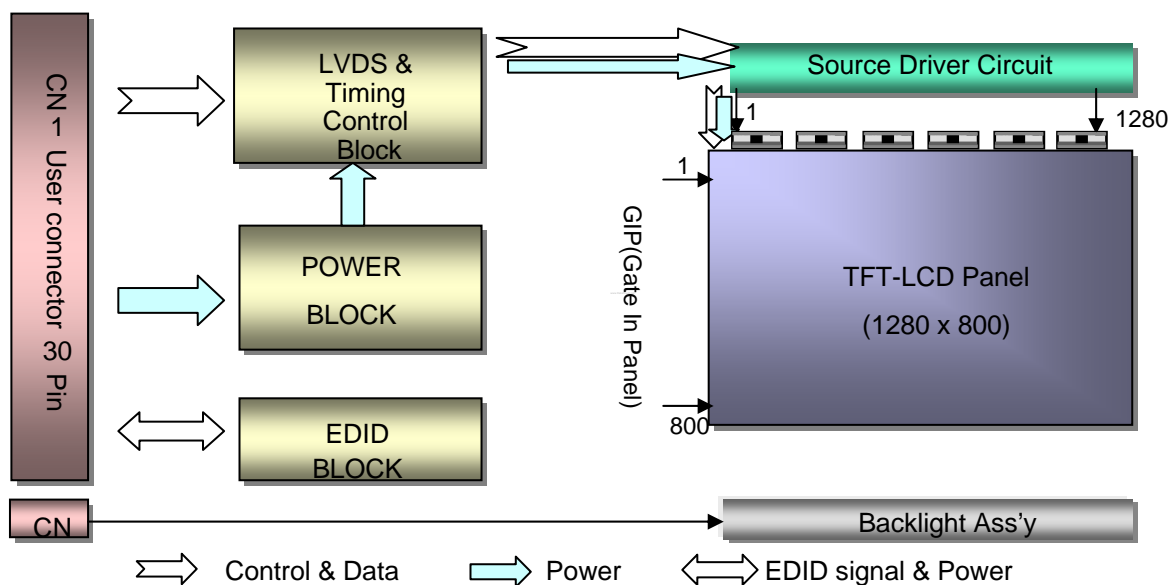 CN 1 User connector 30 Pin
LVDS &
Timing
Control
Block
POWER
BLOCK
EDID
BLOCK
Source Driver Circuit
1
1280
1
GIP(Gate In Panel)
800
TFT-LCD Panel
(1280 x 800)
CN
Backlight Ass'y
Control & Data
Power
EDID signal & Power